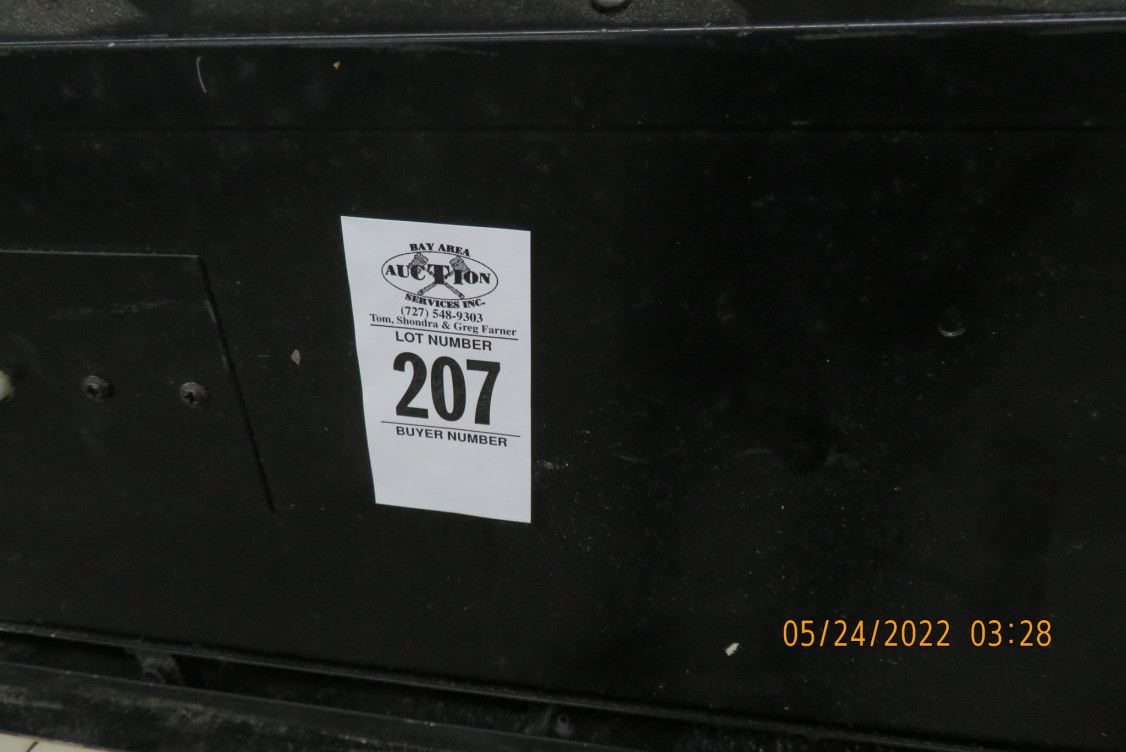 BAY AREA
AUCTION
SERVICES INC.
(727) 548-9303
Tom, Shondra & Greg Farner
LOT NUMBER
207
BUYER NUMBER
05/24/2022 03:28